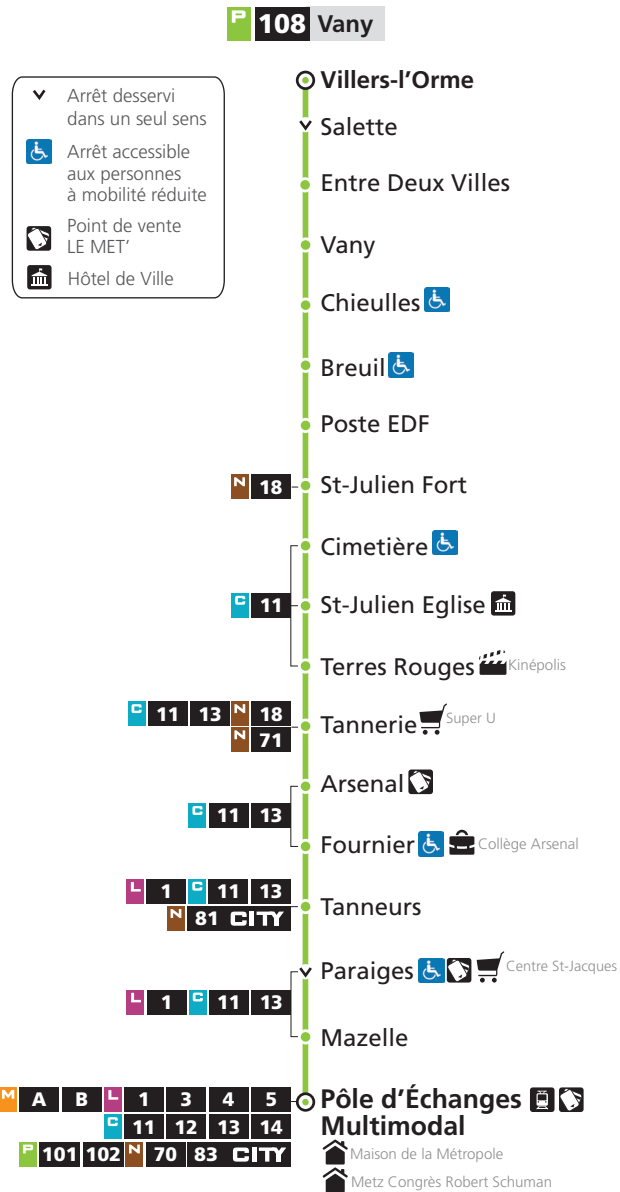 P 108 Vany
Arrêt desservi
dans un seul sens
Arrêt accessible
aux personnes
à mobilité réduite
Point de vente
LE MET'
Hôtel de Ville
Villers-l'Orme
Salette
Entre Deux Villes
Vany
Chieulles
Breuil
Poste EDF
N 18 St-Julien Fort
Cimetière
C 11 St-Julien Eglise
Terres Rouges Kinépolis
C 11 13 N 18
N 71
Tannerie Super U
Arsenal
C 11 13
Fournier Collège Arsenal
L 1 C 11 13
N 81 CITY
Tanneurs
Paraiges Centre St-Jacques
L 1 C 11 13
Mazelle
M A B L 1 3 4 5
C 11 12 13 14
P 101 102 N 70 83 CITY
Pôle d'Échanges
Multimodal
Maison de la Métropole
Metz Congrès Robert Schuman